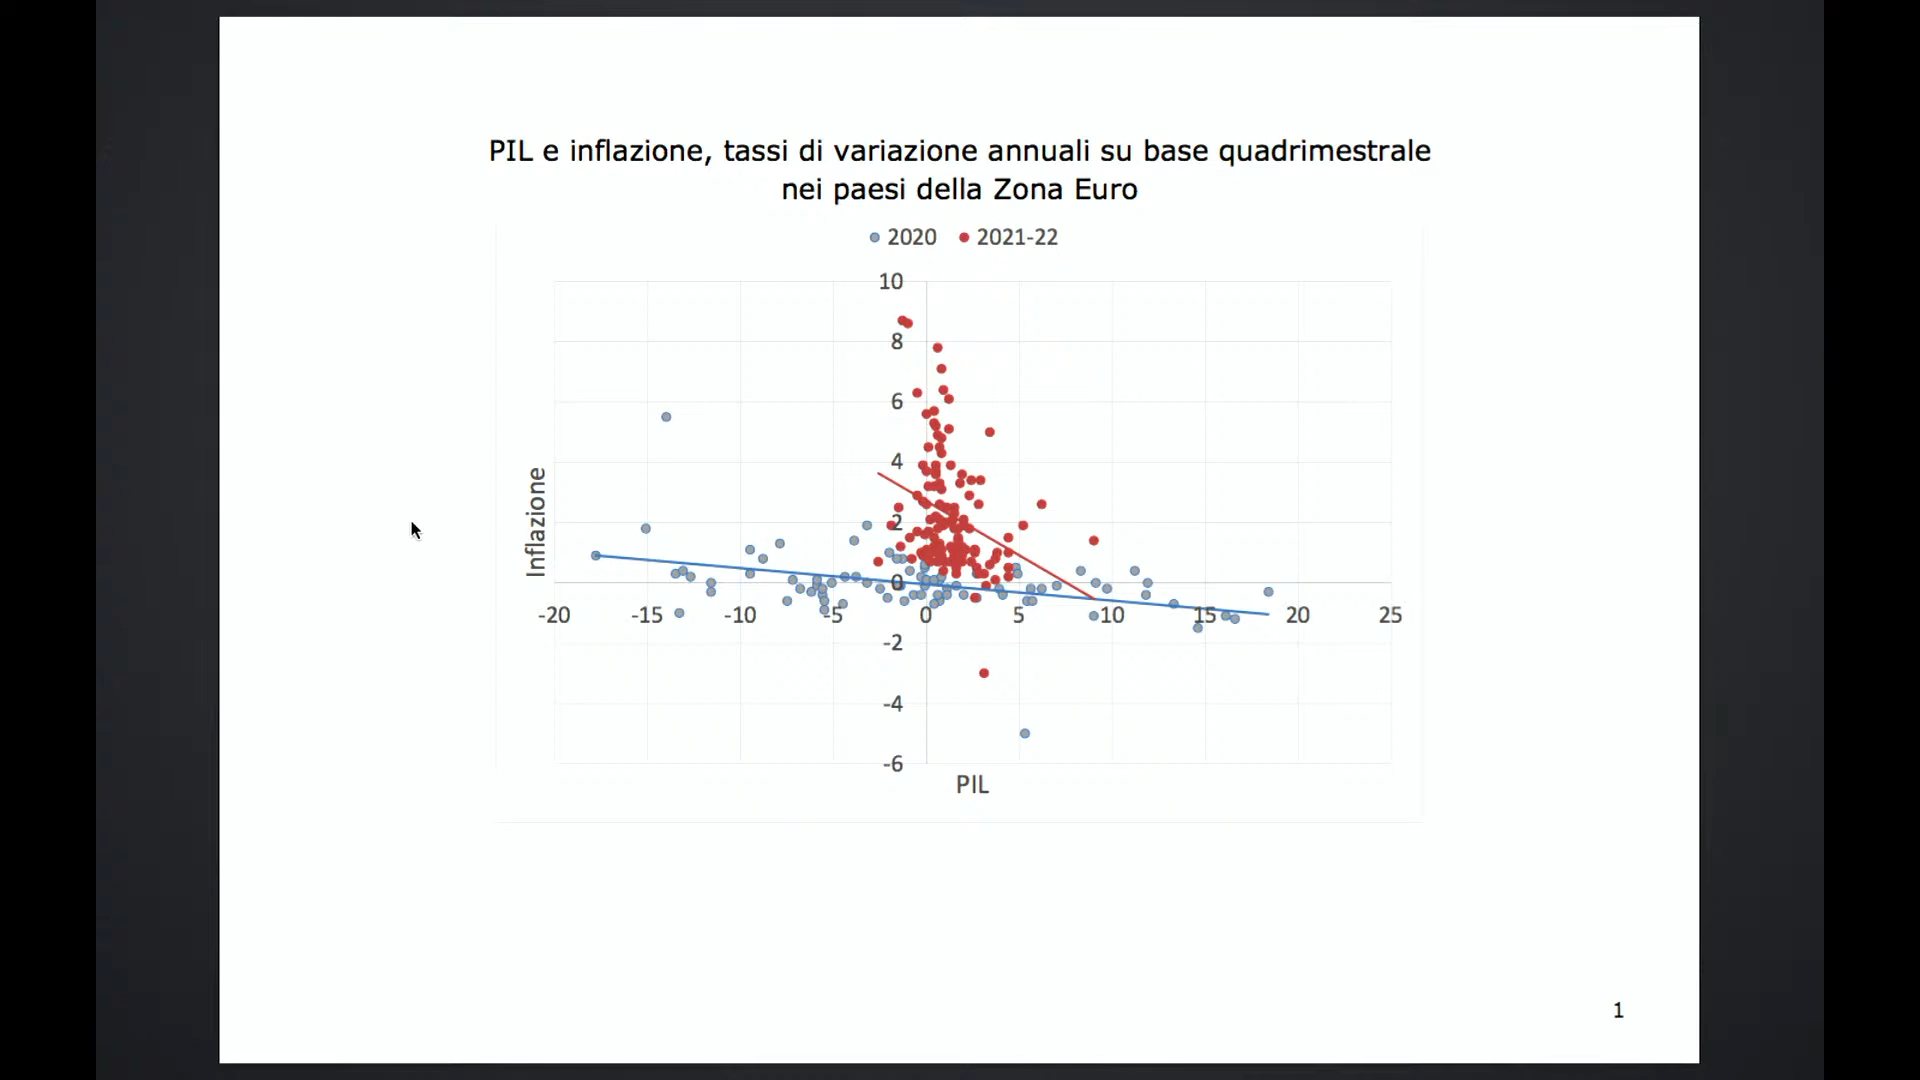 PIL e inflazione, tassi di variazione annuali su base quadrimestrale
nei paesi della Zona Euro
2020 2021-22
10
8
6
4
2
0
-20 -15 -10 -5 0 5 10 15 20 25
-2
-4
-6
Inflazione
PIL
1